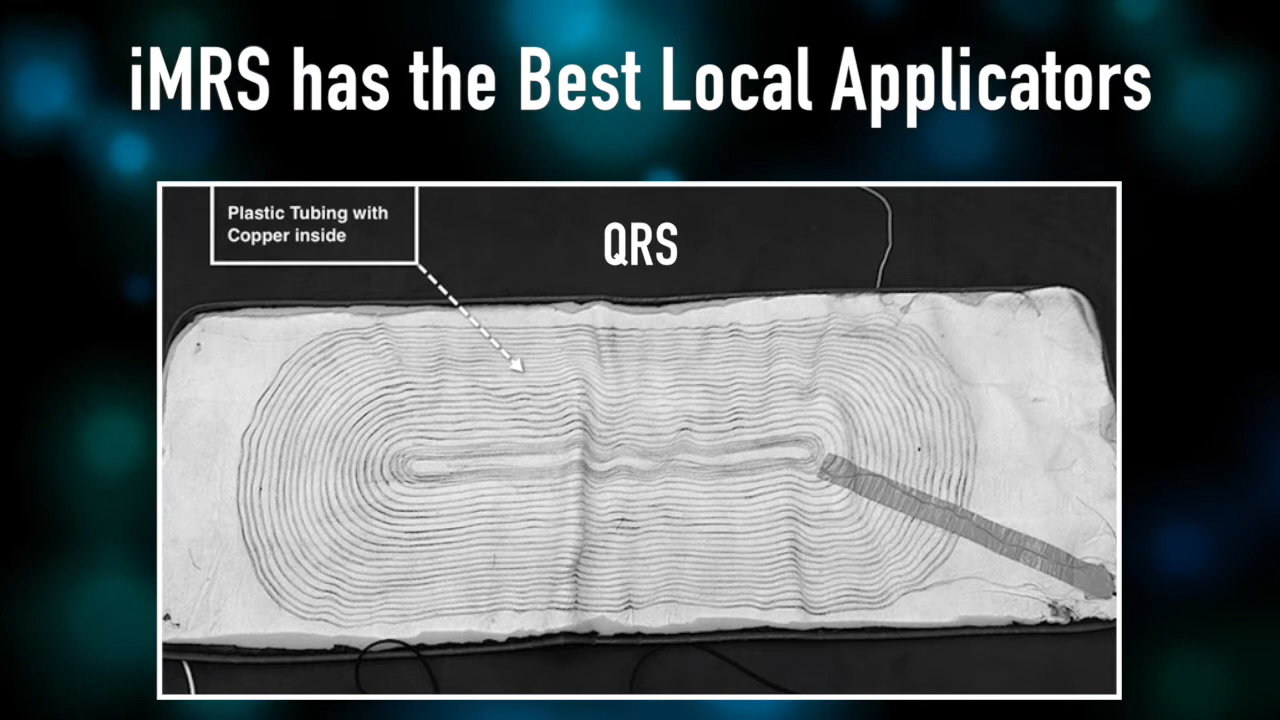 iMRS has the Best Local Applicators
Plastic Tubing with
Copper inside
QRS